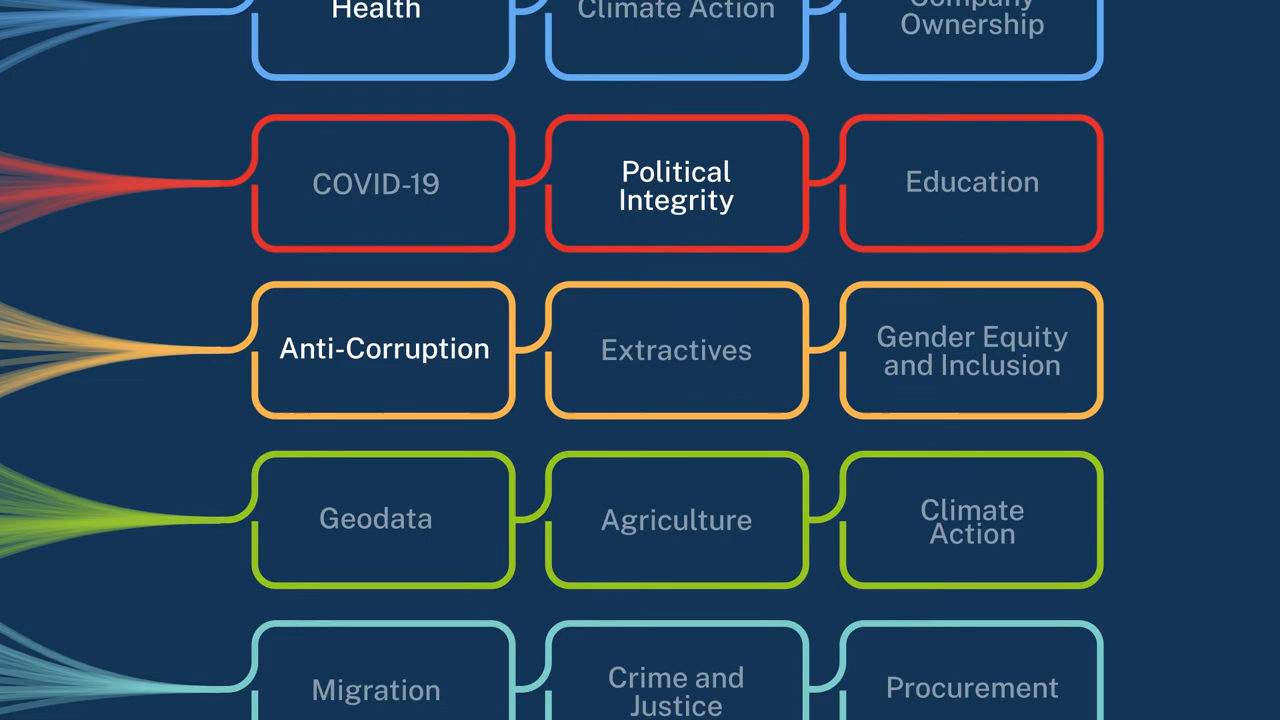 Health
Climate Action
Company
Ownership
COVID-19
Political
Integrity
Education
Anti-Corruption
Extractives
Gender Equity
and Inclusion
Geodata
Agriculture
Climate
Action
Migration
Crime and
Justice
Procurement